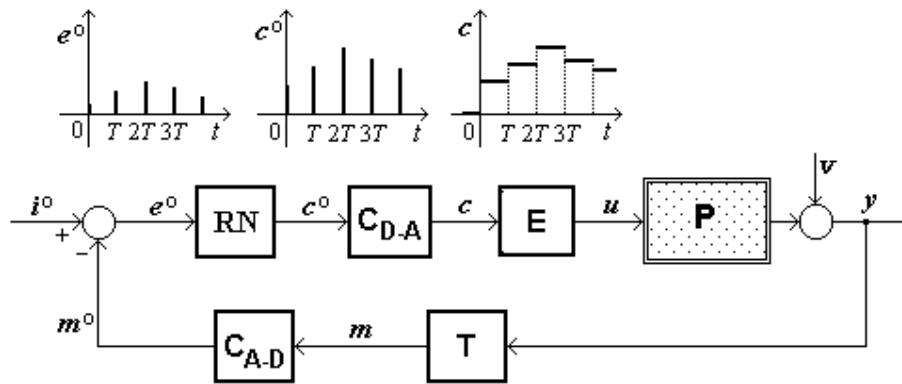 e° c° c
0 T 2T 3T t 0 T 2T 3T t 0 T 2T 3T t
v
i° e° c° c u y
+ RN C_D-A E P
−
m° m
C_A-D T